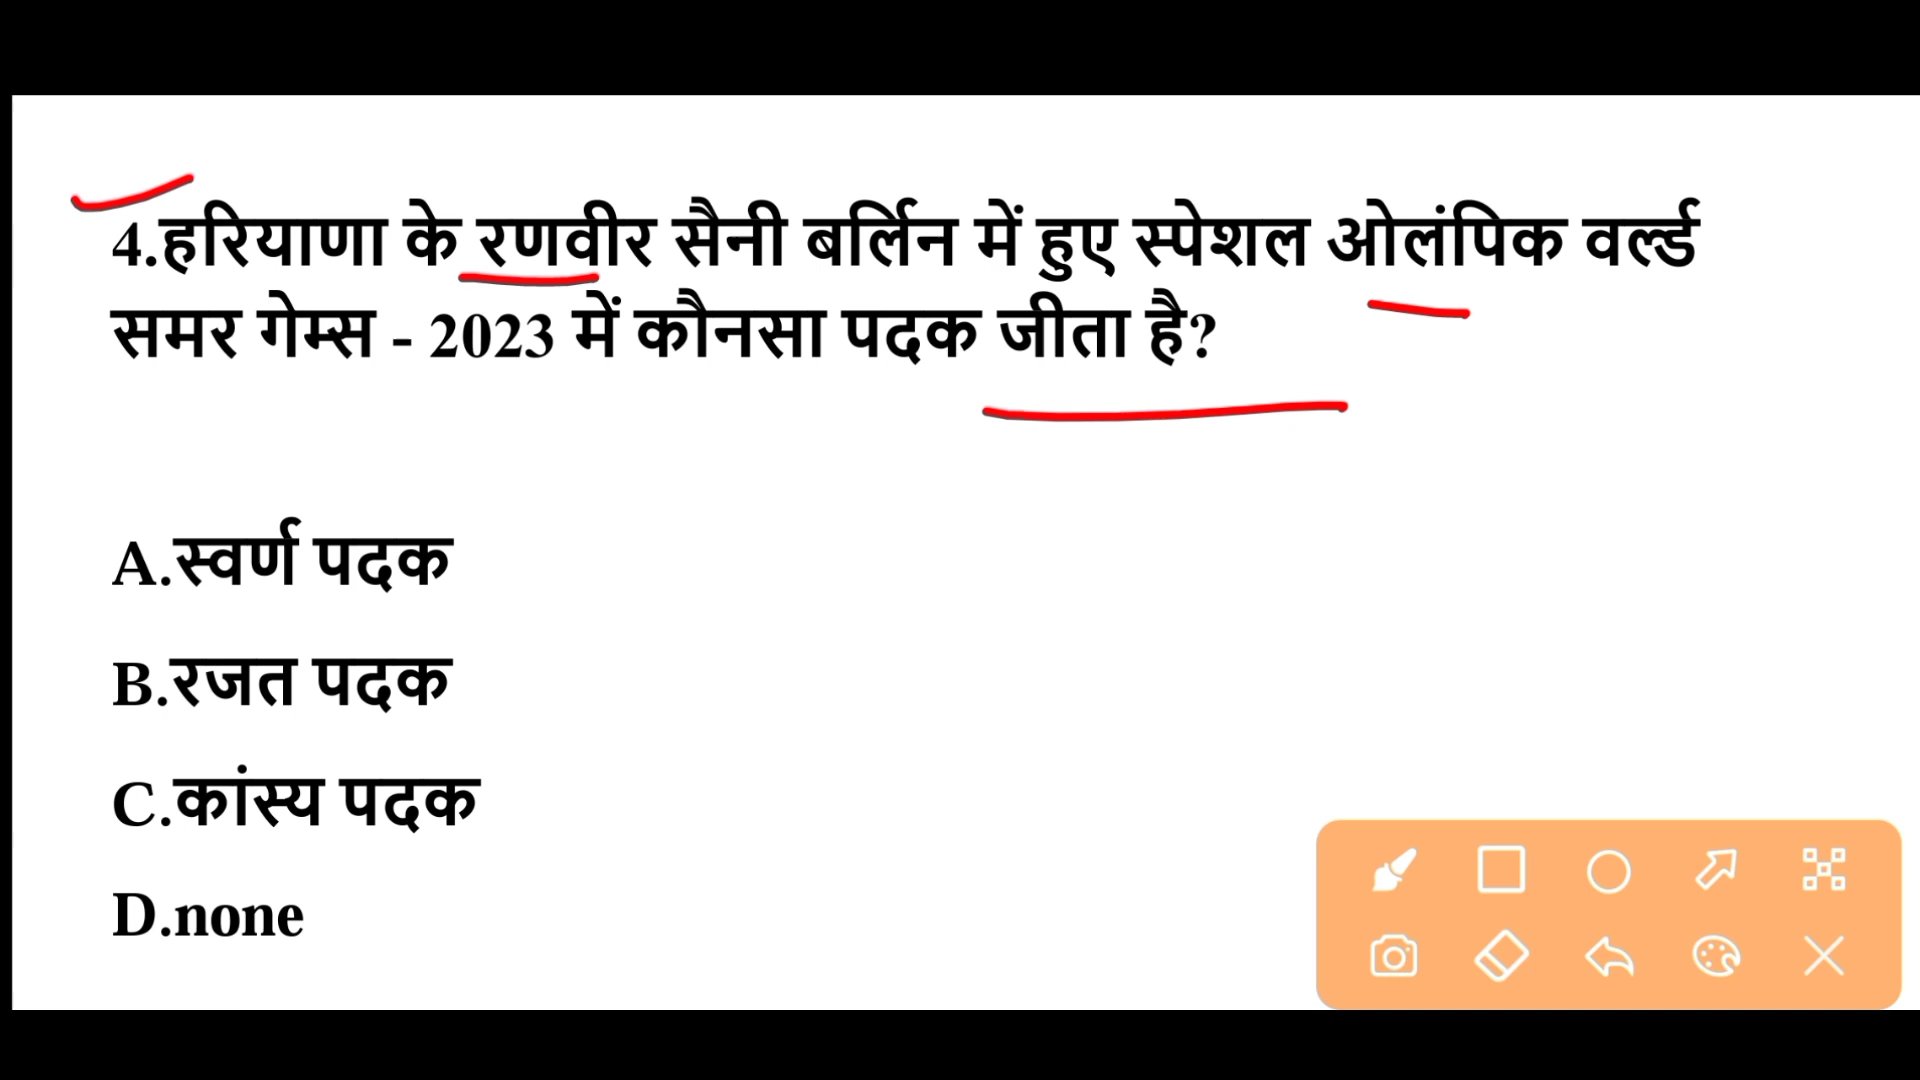 4.हरियाणा के रणवीर सैनी बर्लिन में हुए स्पेशल ओलंपिक वर्ल्ड
समर गेम्स - 2023 में कौनसा पदक जीता है?
A.स्वर्ण पदक
B.रजत पदक
C.कांस्य पदक
D.none